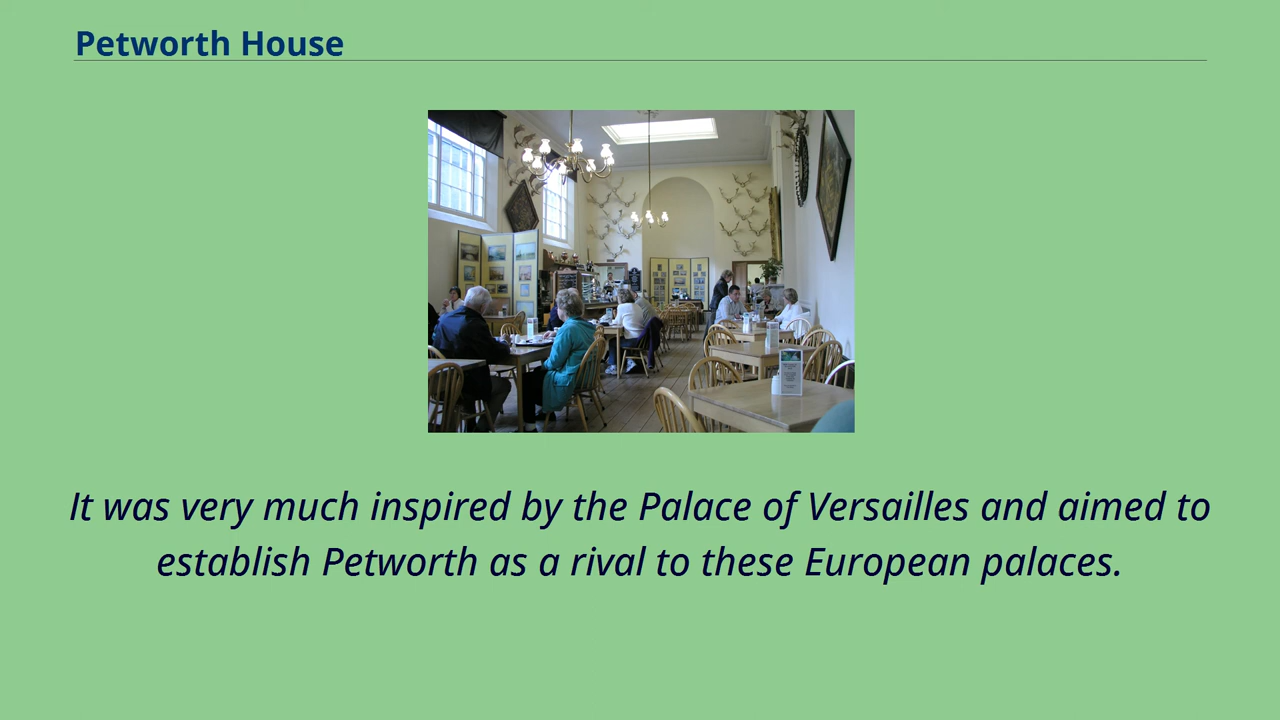 Petworth House
It was very much inspired by the Palace of Versailles and aimed to
establish Petworth as a rival to these European palaces.